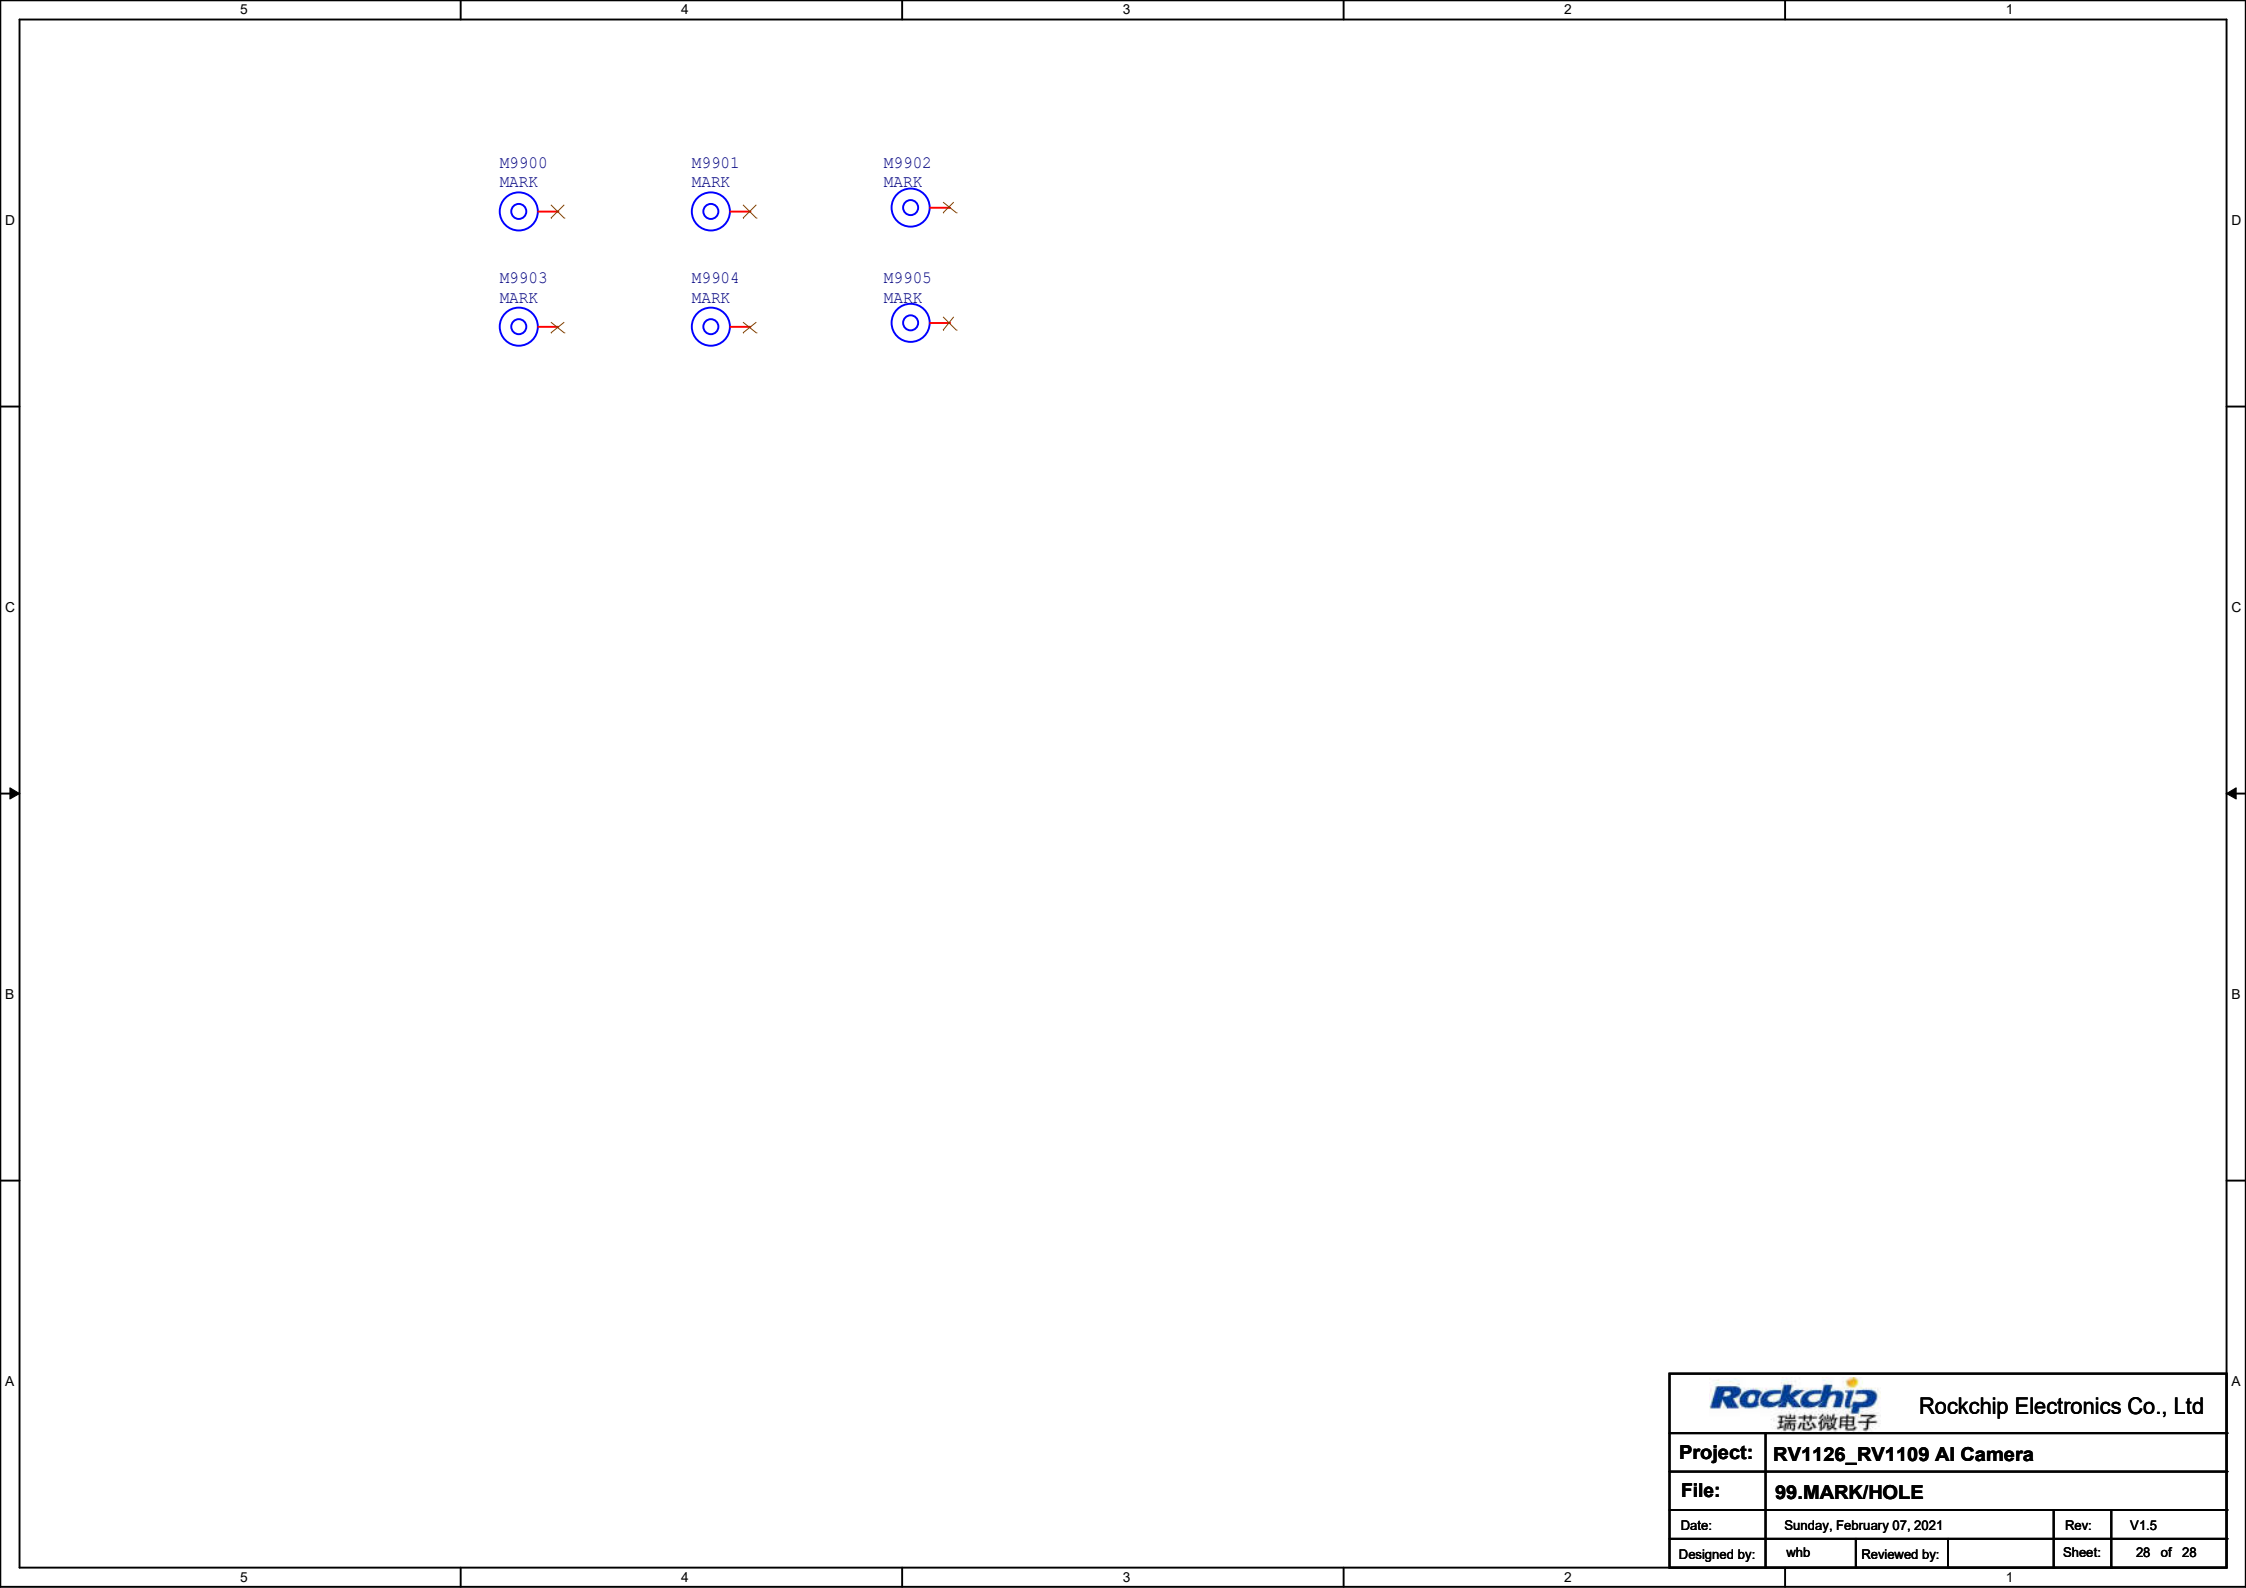 5 4 3 2 1
M9900 M9901 M9902
MARK MARK MARK
D D
M9903 M9904 M9905
MARK MARK MARK
C C
B B
A A
Rockchip Rockchip Electronics Co., Ltd
瑞芯微电子
Project: RV1126_RV1109 AI Camera
File: 99.MARK/HOLE
Date: Sunday, February 07, 2021 Rev: V1.5
Designed by: whb Reviewed by: Sheet: 28 of 28
5 4 3 2 1